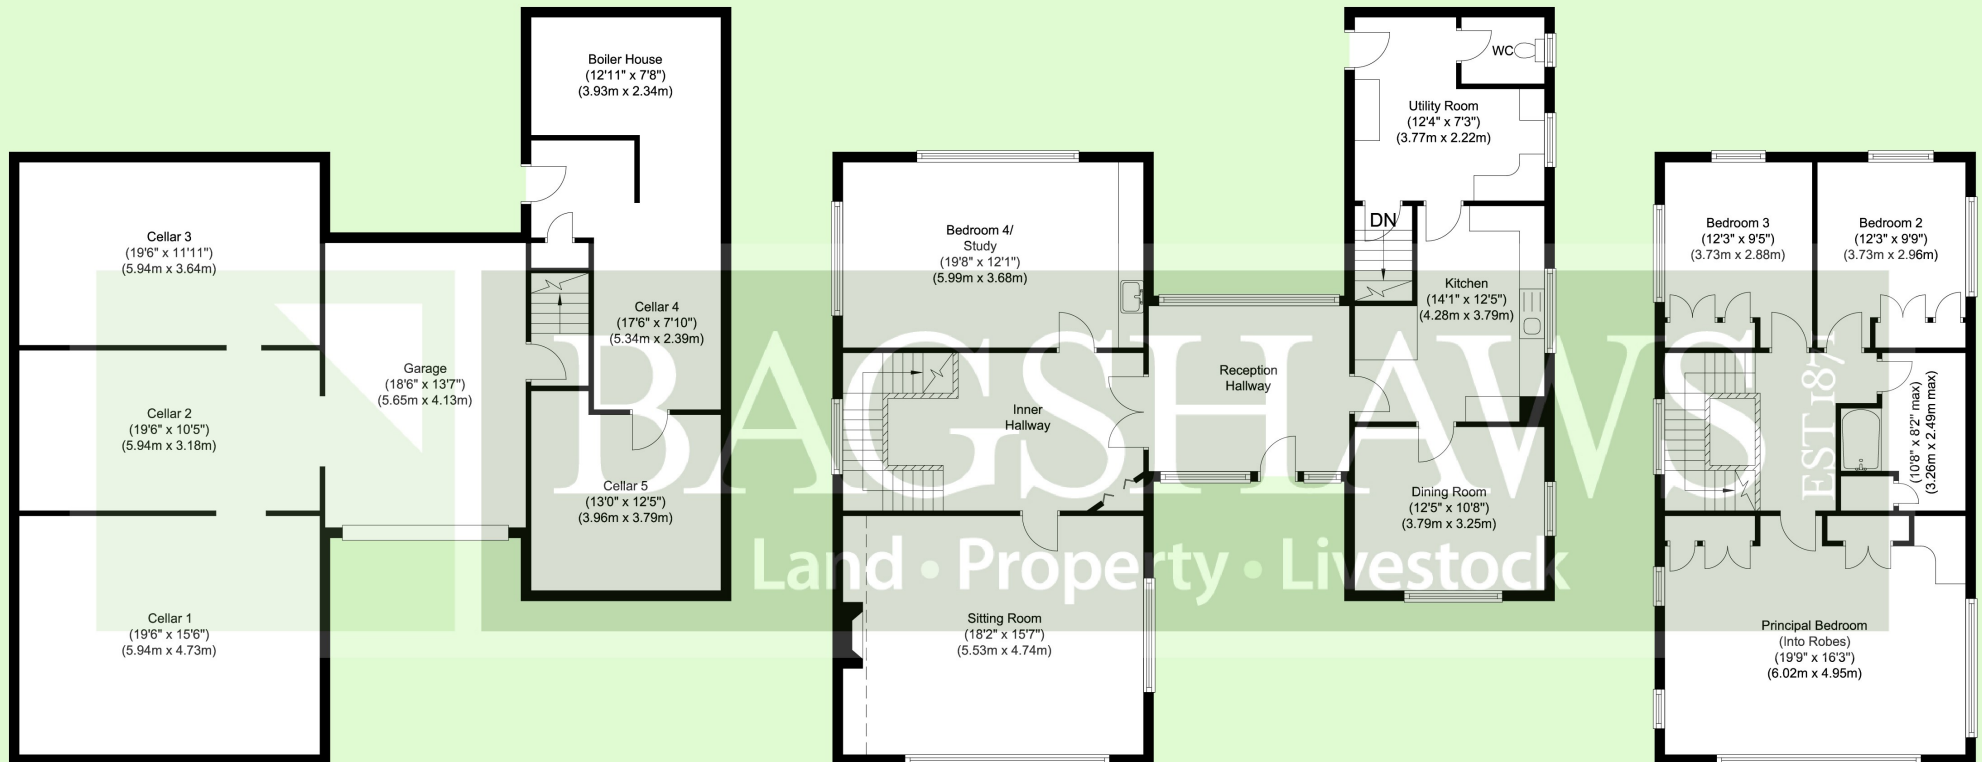 Boiler House
(12'11" x 7'8")
(3.93m x 2.34m)
Cellar 3
(19'6" x 11'11")
(5.94m x 3.64m)
Cellar 4
(17'6" x 7'10")
(5.34m x 2.39m)
Garage
(18'6" x 13'7")
(5.65m x 4.13m)
Cellar 2
(19'6" x 10'5")
(5.94m x 3.18m)
Cellar 5
(13'0" x 12'5")
(3.96m x 3.79m)
Cellar 1
(19'6" x 15'6")
(5.94m x 4.73m)
WC
Utility Room
(12'4" x 7'3")
(3.77m x 2.22m)
DN
Bedroom 4/
Study
(19'8" x 12'1")
(5.99m x 3.68m)
Kitchen
(14'1" x 12'5")
(4.28m x 3.79m)
Reception
Hallway
Inner
Hallway
Dining Room
(12'5" x 10'8")
(3.79m x 3.25m)
Sitting Room
(18'2" x 15'7")
(5.53m x 4.74m)
Bedroom 3
(12'3" x 9'5")
(3.73m x 2.88m)
Bedroom 2
(12'3" x 9'9")
(3.73m x 2.96m)
(10'8" x 8'2" max)
(3.26m x 2.49m max)
Principal Bedroom
(Into Robes)
(19'9" x 16'3")
(6.02m x 4.95m)
BAGSHAWS
EST 187
Land • Property • Livestock